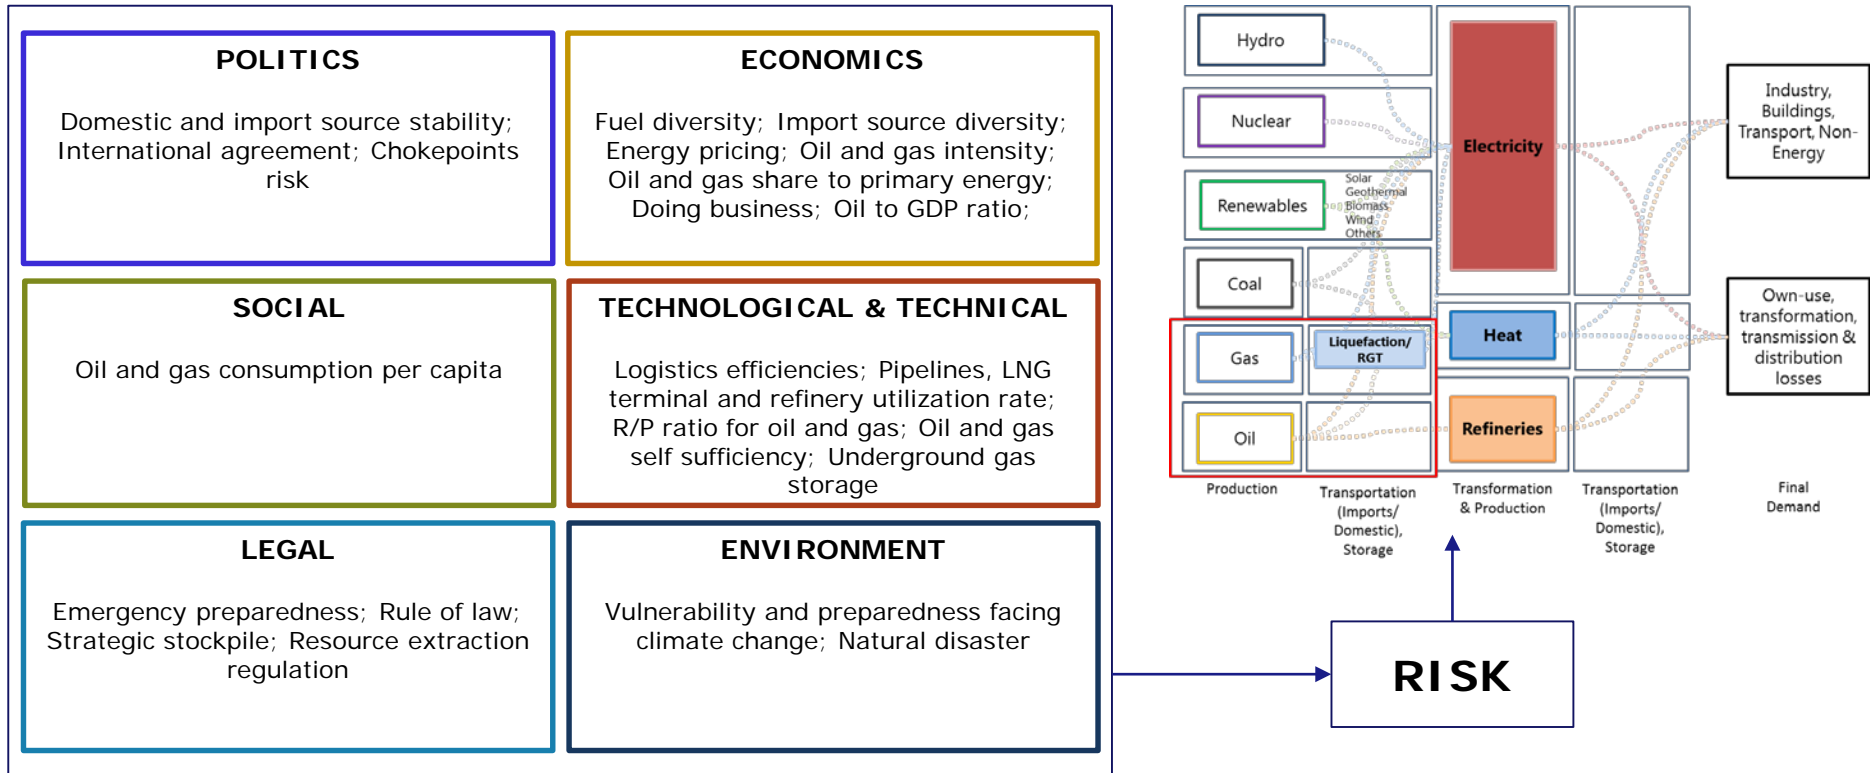 POLITICS
Domestic and import source stability;
International agreement; Chokepoints
risk
ECONOMICS
Fuel diversity; Import source diversity;
Energy pricing; Oil and gas intensity;
Oil and gas share to primary energy;
Doing business; Oil to GDP ratio;
SOCIAL
Oil and gas consumption per capita
TECHNOLOGICAL & TECHNICAL
Logistics efficiencies; Pipelines, LNG
terminal and refinery utilization rate;
R/P ratio for oil and gas; Oil and gas
self sufficiency; Underground gas
storage
LEGAL
Emergency preparedness; Rule of law;
Strategic stockpile; Resource extraction
regulation
ENVIRONMENT
Vulnerability and preparedness facing
climate change; Natural disaster
RISK
Hydro
Nuclear
Renewables
Solar
Geothermal
Biomass
Wind
Others
Coal
Gas
Liquefaction/
RGT
Oil
Electricity
Heat
Refineries
Industry,
Buildings,
Transport, Non-
Energy
Own-use,
transformation,
transmission &
distribution
losses
Production
Transportation
(Imports/
Domestic),
Storage
Transformation
& Production
Transportation
(Imports/
Domestic),
Storage
Final
Demand